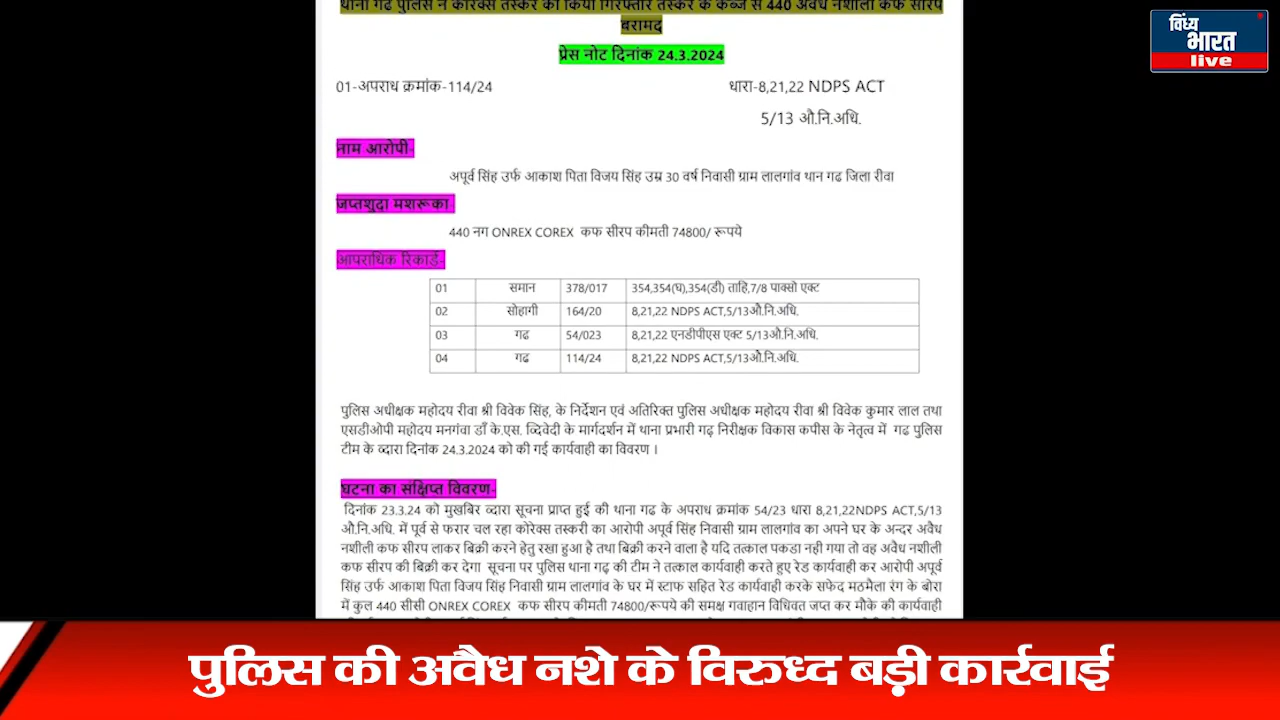 थाना गढ पुलिस ने कोरेक्स तस्कर को किया गिरफ्तार तस्कर के कब्जे से 440 अवैध नशीली कफ सीरप
बरामद
विंध्य
भारत
live
प्रेस नोट दिनांक 24.3.2024
01-अपराध क्रमांक-114/24 धारा-8,21,22 NDPS ACT
5/13 औ.नि.अधि.
नाम आरोपी-
अपूर्व सिंह उर्फ आकाश पिता विजय सिंह उम्र 30 वर्ष निवासी ग्राम लालगांव थान गढ जिला रीवा
जप्तशुदा मशरूका-
440 नग ONREX COREX कफ सीरप कीमती 74800/ रूपये
आपराधिक रिकार्ड-
01 समान 378/017 354,354(घ),354(डी) ताहि,7/8 पाक्सो एक्ट
02 सोहागी 164/20 8,21,22 NDPS ACT,5/13औ.नि.अधि.
03 गढ 54/023 8,21,22 एनडीपीएस एक्ट 5/13औ.नि.अधि.
04 गढ 114/24 8,21,22 NDPS ACT,5/13औ.नि.अधि.
पुलिस अधीक्षक महोदय रीवा श्री विवेक सिंह, के निर्देशन एवं अतिरिक्त पुलिस अधीक्षक महोदय रीवा श्री विवेक कुमार लाल तथा
एसडीओपी महोदय मनगंवा डाँ के.एस. व्दिवेदी के मार्गदर्शन में थाना प्रभारी गढ़ निरीक्षक विकास कपीस के नेतृत्व में गढ पुलिस
टीम के व्दारा दिनांक 24.3.2024 को की गई कार्यवाही का विवरण ।
घटना का संक्षिप्त विवरण-
दिनांक 23.3.24 को मुखबिर व्दारा सूचना प्राप्त हुई की थाना गढ के अपराध क्रमांक 54/23 धारा 8,21,22NDPS ACT,5/13
औ.नि.अधि. में पूर्व से फरार चल रहा कोरेक्स तस्करी का आरोपी अपूर्व सिंह निवासी ग्राम लालगांव का अपने घर के अन्दर अवैध
नशीली कफ सीरप लाकर बिक्री करने हेतु रखा हुआ है तथा बिक्री करने वाला है यदि तत्काल पकडा नही गया तो वह अवैध नशीली
कफ सीरप की बिक्री कर देगा सूचना पर पुलिस थाना गढ़ की टीम ने तत्काल कार्यवाही करते हुए रेड कार्यवाही कर आरोपी अपूर्व
सिंह उर्फ आकाश पिता विजय सिंह निवासी ग्राम लालगांव के घर में स्टाफ सहित रेड कार्यवाही करके सफेद मठमैला रंग के बोरा
में कुल 440 सीसी ONREX COREX कफ सीरप कीमती 74800/रूपये की समक्ष गवाहान विधिवत जप्त कर मौके की कार्यवाही
पुलिस की अवैध नशे के विरुध्द बड़ी कार्रवाई